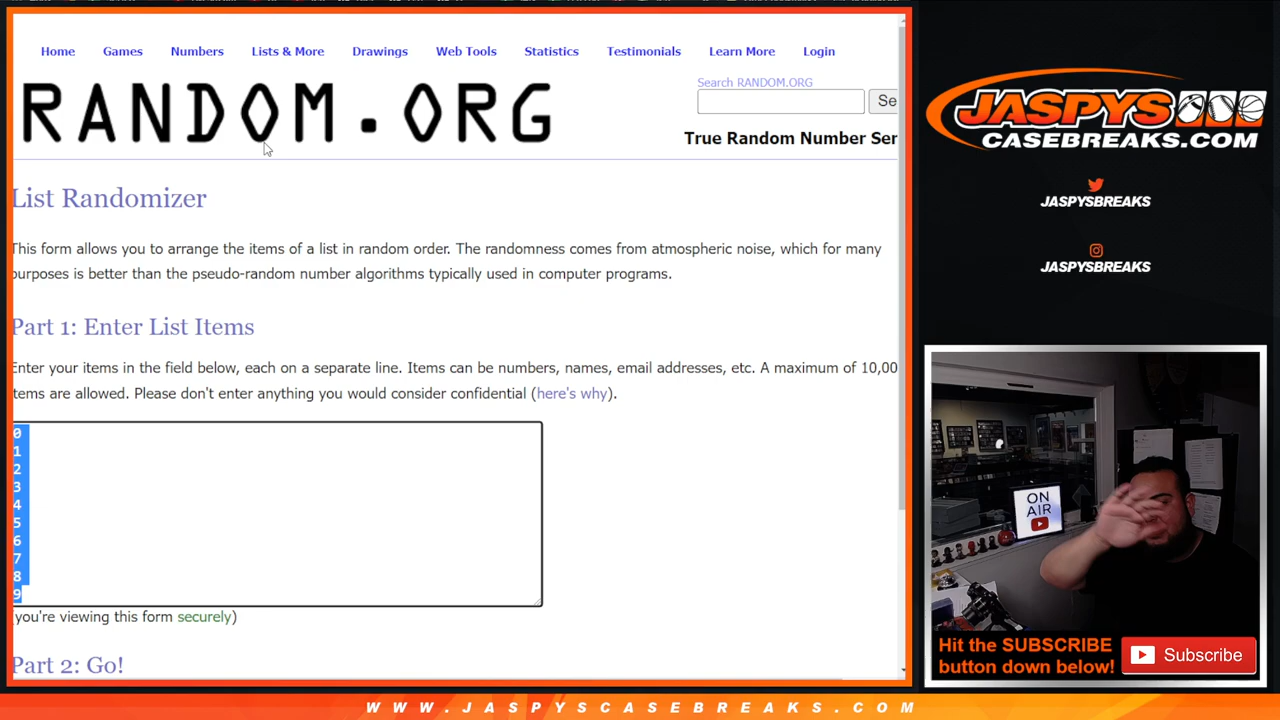 Home Games Numbers Lists & More Drawings Web Tools Statistics Testimonials Learn More Login
Search RANDOM.ORG
RANDOM.ORG
Se
True Random Number Ser
List Randomizer
This form allows you to arrange the items of a list in random order. The randomness comes from atmospheric noise, which for many
purposes is better than the pseudo-random number algorithms typically used in computer programs.
Part 1: Enter List Items
Enter your items in the field below, each on a separate line. Items can be numbers, names, email addresses, etc. A maximum of 10,00
items are allowed. Please don't enter anything you would consider confidential (here's why).
0
1
2
3
4
5
6
7
8
9
(you're viewing this form securely)
Part 2: Go!
JASPYS
CASEBREAKS.COM
JASPYSBREAKS
JASPYSBREAKS
ON
AIR
Hit the SUBSCRIBE
button down below!
Subscribe
WWW.JASPYSCASEBREAKS.COM